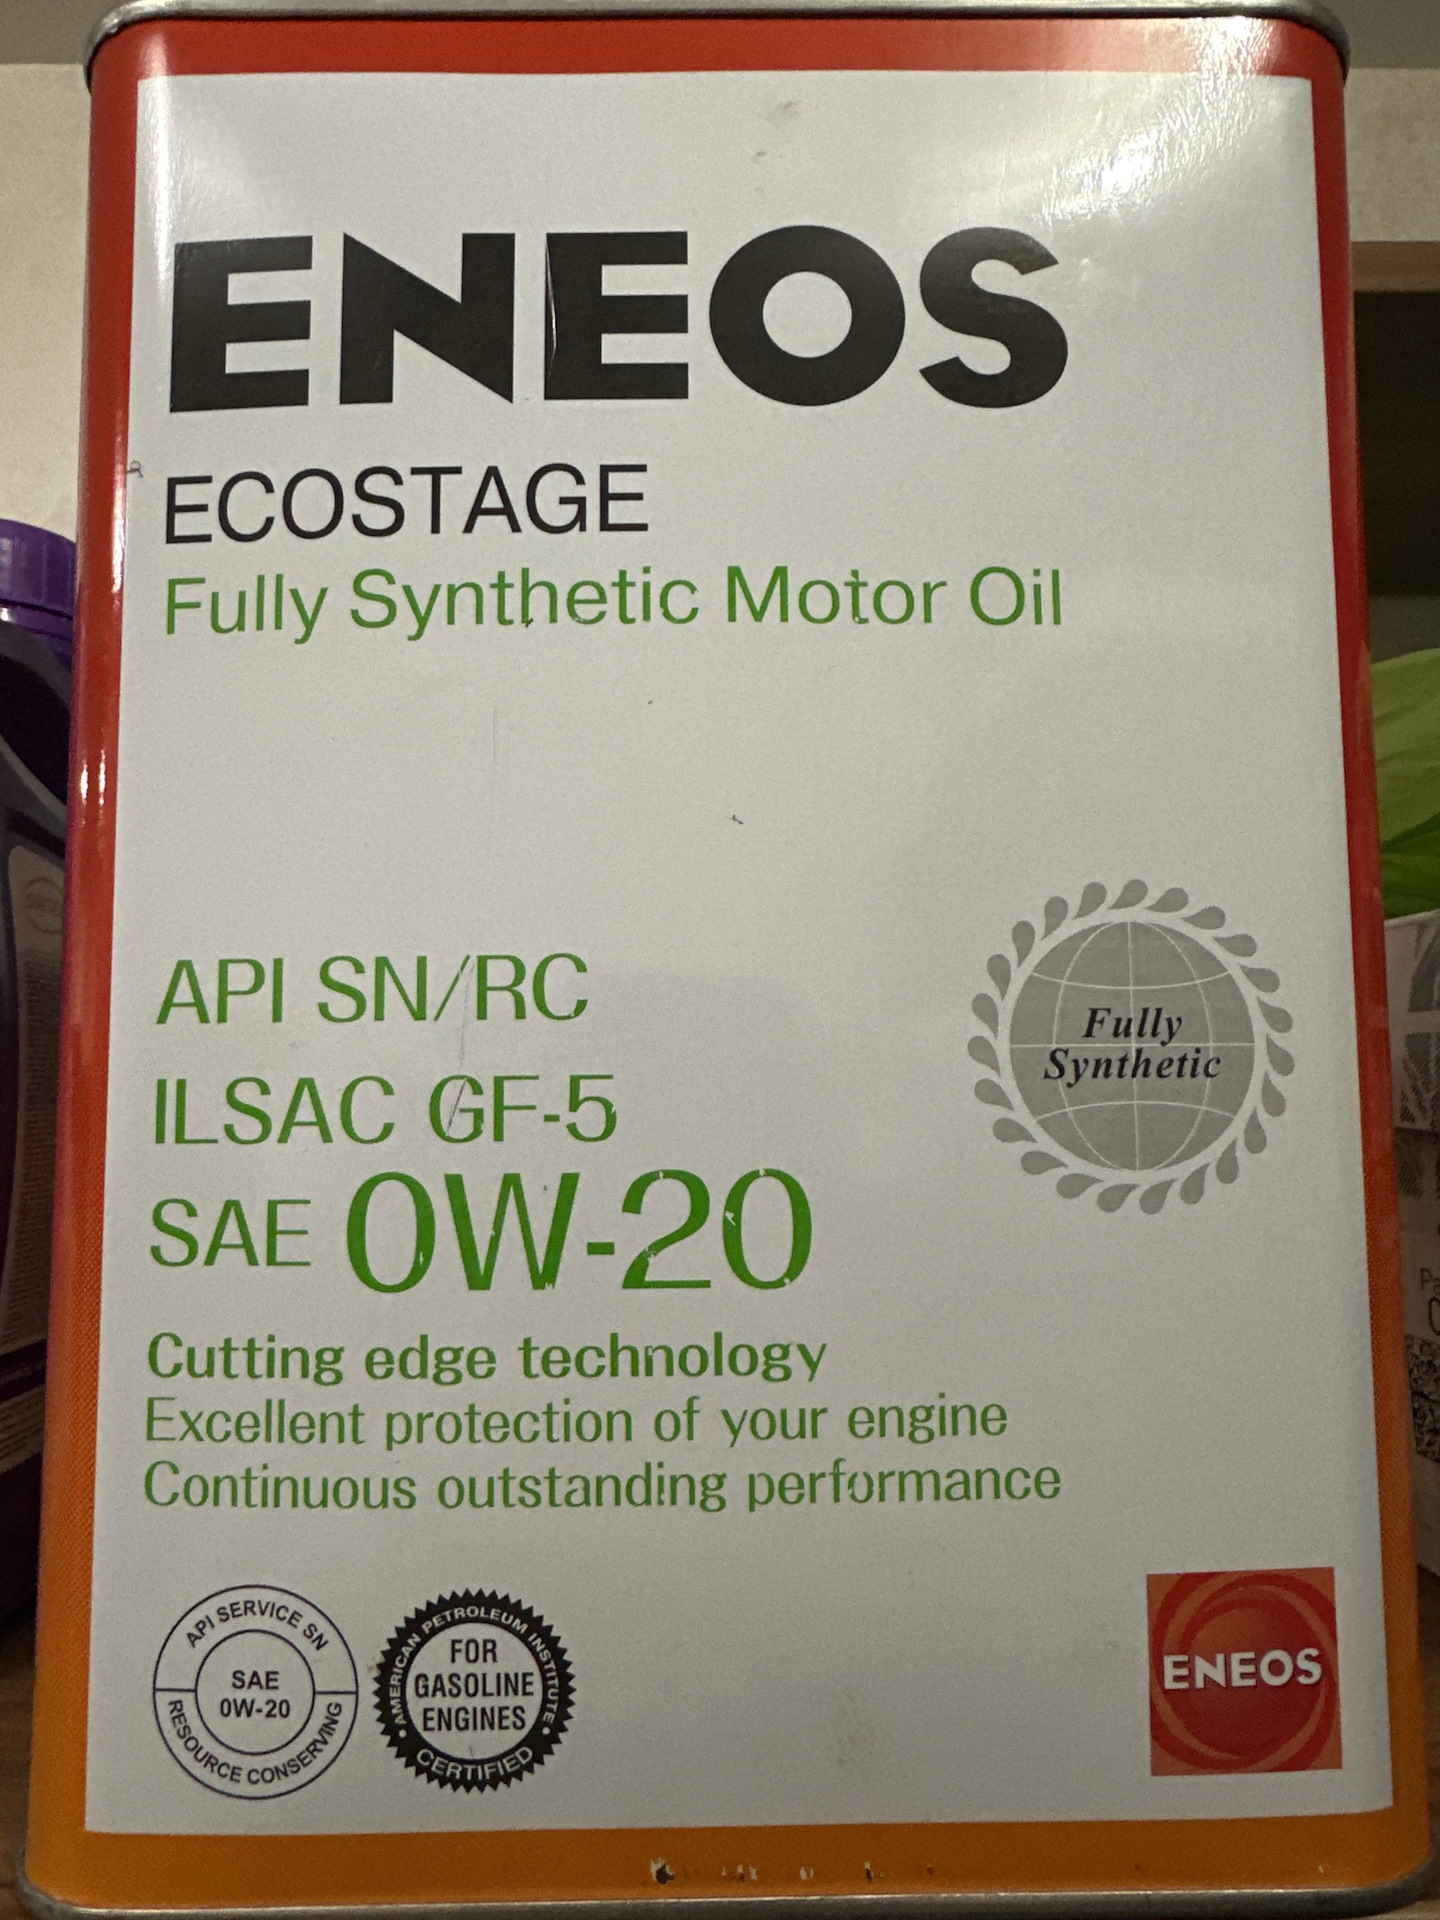 ENEOS
ECOSTAGE
Fully Synthetic Motor Oil
API SN/RC
ILSAC GF-5
SAE 0W-20
Fully
Synthetic
Cutting edge technology
Excellent protection of your engine
Continuous outstanding performance
API SERVICE SN
SAE
0W-20
RESOURCE CONSERVING
AMERICAN PETROLEUM INSTITUTE
FOR
GASOLINE
ENGINES
CERTIFIED
ENEOS